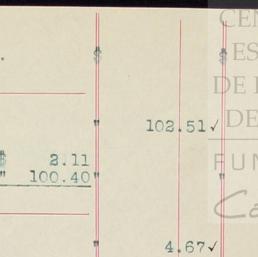 . $ $
" 102.51✓ "
$ 2.11
" 100.40 " "
" 4.67✓ "
CEN
ES
DE
DE
FUN
Ca